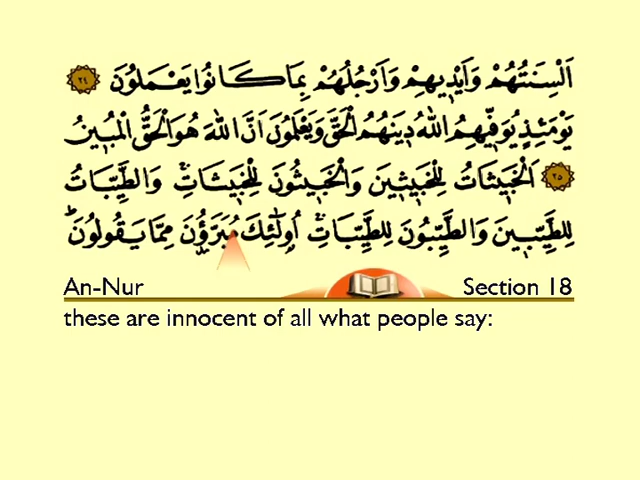 اَلْسِنَتُهُمْ وَاَيْدٖيهِمْ وَاَرْجُلُهُمْ بِمَا كَانُوا يَعْمَلُونَ ٢٤
يَوْمَئِذٍ يُوَفّٖيهِمُ اللّٰهُ دٖينَهُمُ الْحَقَّ وَيَعْلَمُونَ اَنَّ اللّٰهَ هُوَ الْحَقُّ الْمُبٖينُ
٢٥ اَلْخَبٖيثَاتُ لِلْخَبٖيثٖينَ وَالْخَبٖيثُونَ لِلْخَبٖيثَاتِ وَالطَّيِّبَاتُ
لِلطَّيِّبٖينَ وَالطَّيِّبُونَ لِلطَّيِّبَاتِ اُولٰٓئِكَ مُبَرَّؤُنَ مِمَّا يَقُولُونَ
An-Nur Section 18
these are innocent of all what people say: